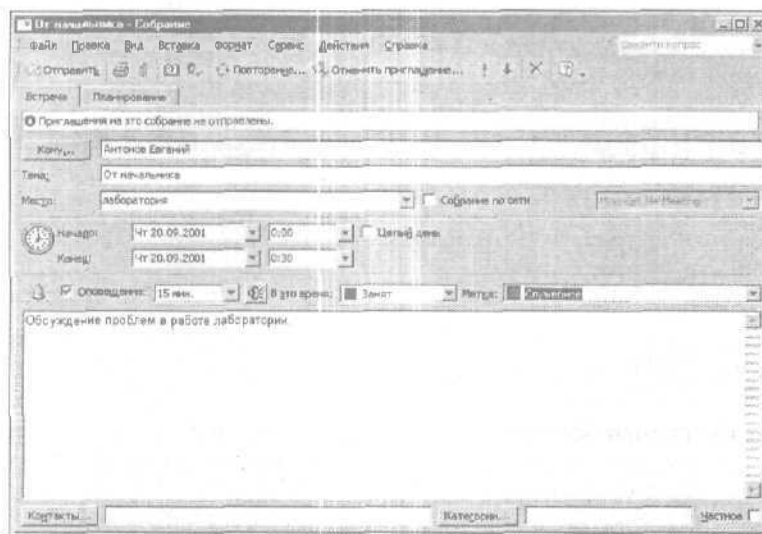 От начальника - Собрание
Файл Правка Вид Вставка Формат Сервис Действия Справка
Отправить Повторение... Отменить приглашение...
Встреча Планирование
Приглашения на это собрание не отправлены.
Кому... Антонов Евгений
Тема: От начальника
Место: лаборатория Собрание по сети Microsoft NetMeeting
Начало: Чт 20.09.2001 0:00 Целый день
Конец: Чт 20.09.2001 0:30
Оповещение: 15 мин. В это время: Занят Метка: Служебное
Обсуждение проблем в работе лаборатории.
Контакты... Категории... Частное